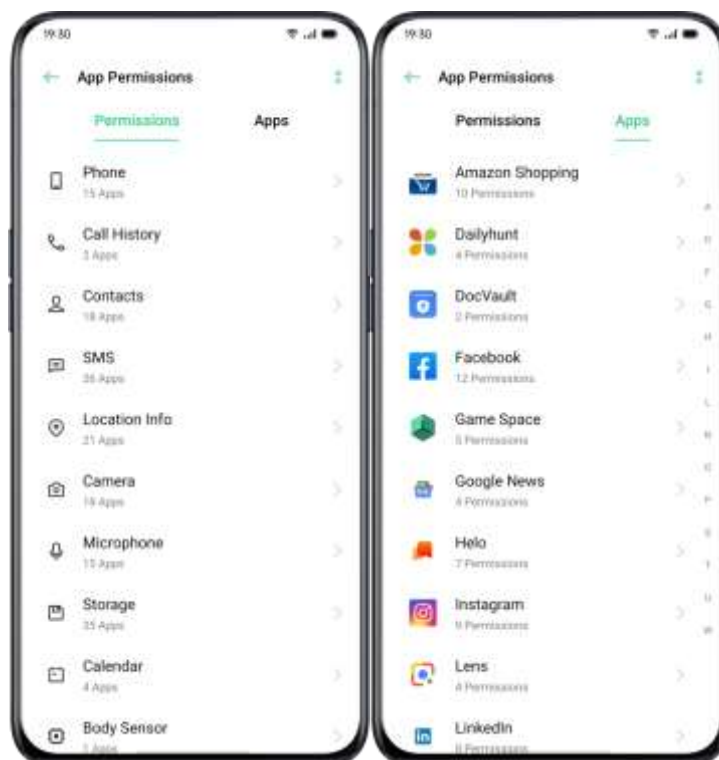 19:30
App Permissions
Permissions Apps
Phone
15 Apps
Call History
3 Apps
Contacts
18 Apps
SMS
26 Apps
Location Info
21 Apps
Camera
19 Apps
Microphone
15 Apps
Storage
35 Apps
Calendar
4 Apps
Body Sensor
19:30
App Permissions
Permissions Apps
Amazon Shopping
10 Permissions
Dailyhunt
4 Permissions
DocVault
2 Permissions
Facebook
12 Permissions
Game Space
5 Permissions
Google News
4 Permissions
Helo
7 Permissions
Instagram
9 Permissions
Lens
4 Permissions
LinkedIn